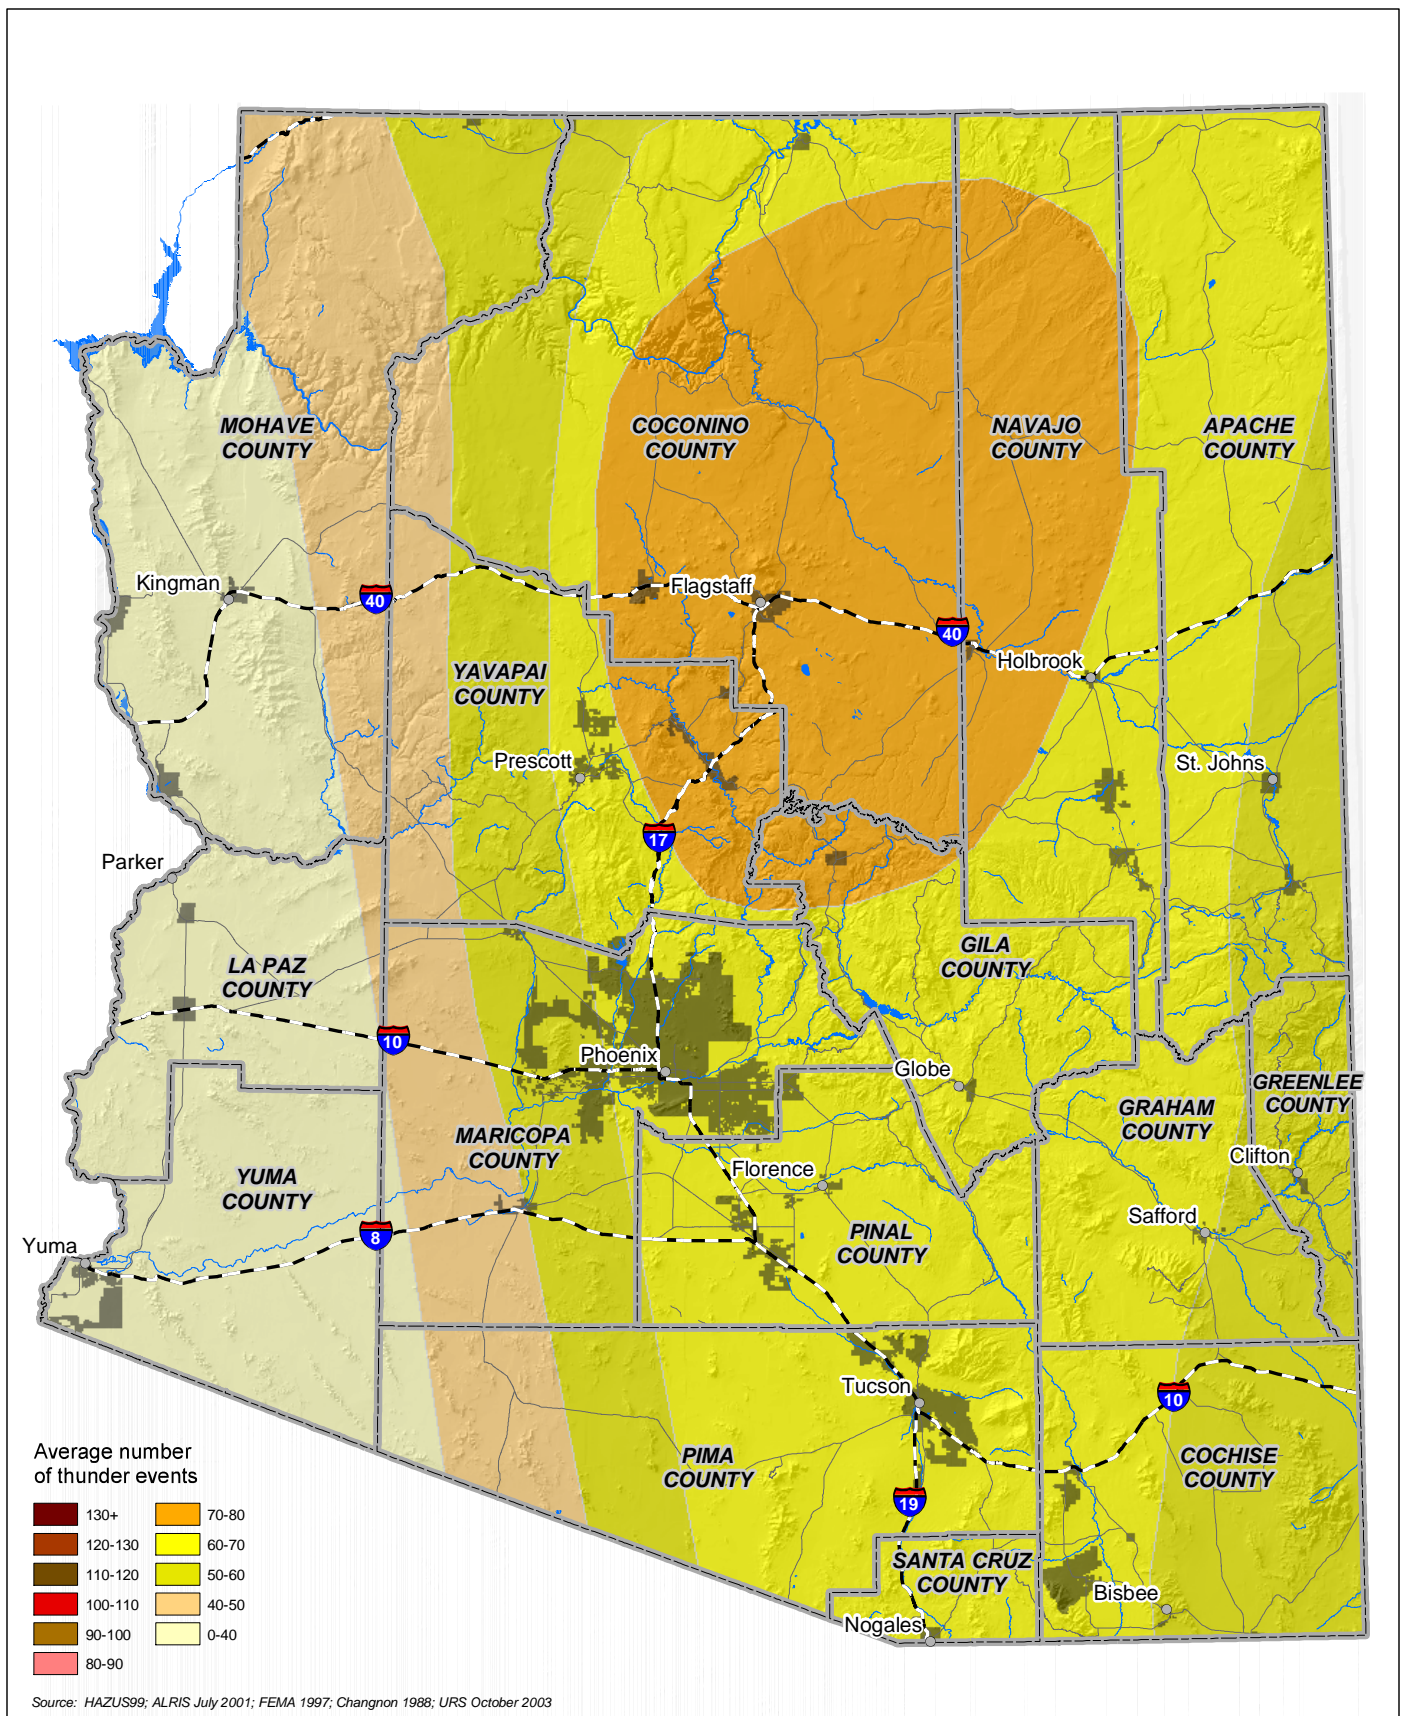 MOHAVE
COUNTY
COCONINO
COUNTY
NAVAJO
COUNTY
APACHE
COUNTY
Kingman
40
Flagstaff
40
Holbrook
YAVAPAI
COUNTY
Prescott
St. Johns
17
Parker
LA PAZ
COUNTY
GILA
COUNTY
10
Phoenix
Globe
GREENLEE
COUNTY
GRAHAM
COUNTY
MARICOPA
COUNTY
Clifton
YUMA
COUNTY
Florence
Safford
8
PINAL
COUNTY
Yuma
Tucson
10
PIMA
COUNTY
COCHISE
COUNTY
19
SANTA CRUZ
COUNTY
Bisbee
Nogales
Average number
of thunder events
130+
70-80
120-130
60-70
110-120
50-60
100-110
40-50
90-100
0-40
80-90
Source: HAZUS99; ALRIS July 2001; FEMA 1997; Changnon 1988; URS October 2003